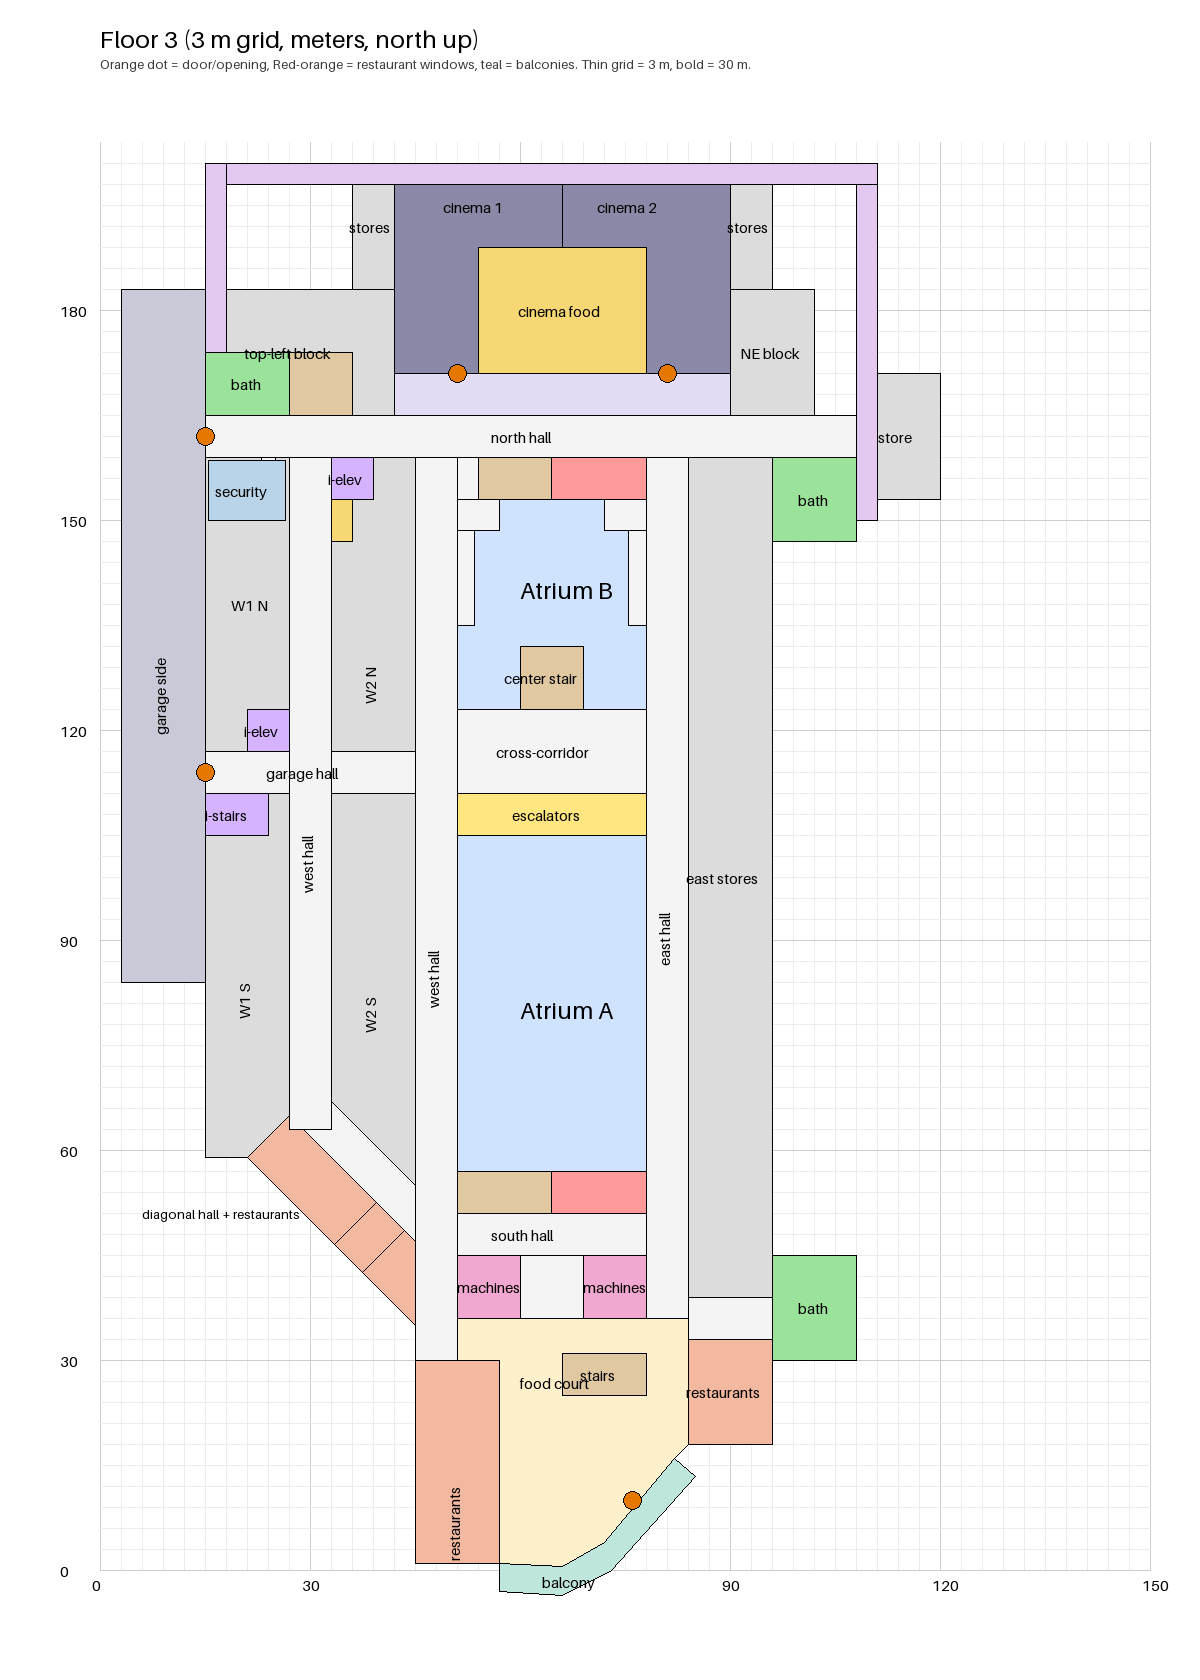 Floor 3 (3 m grid, meters, north up)
Orange dot = door/opening, Red-orange = restaurant windows, teal = balconies. Thin grid = 3 m, bold = 30 m.
cinema 1
cinema 2
stores
stores
180
cinema food
top-left block
NE block
bath
north hall
store
i-elev
security
150
bath
Atrium B
W1 N
garage side
W2 N
center stair
120
i-elev
cross-corridor
garage hall
i-stairs
escalators
west hall
east stores
90
east hall
west hall
W1 S
W2 S
Atrium A
60
diagonal hall + restaurants
south hall
machines
machines
bath
30
stairs
food court
restaurants
restaurants
0
balcony
0
30
90
120
150